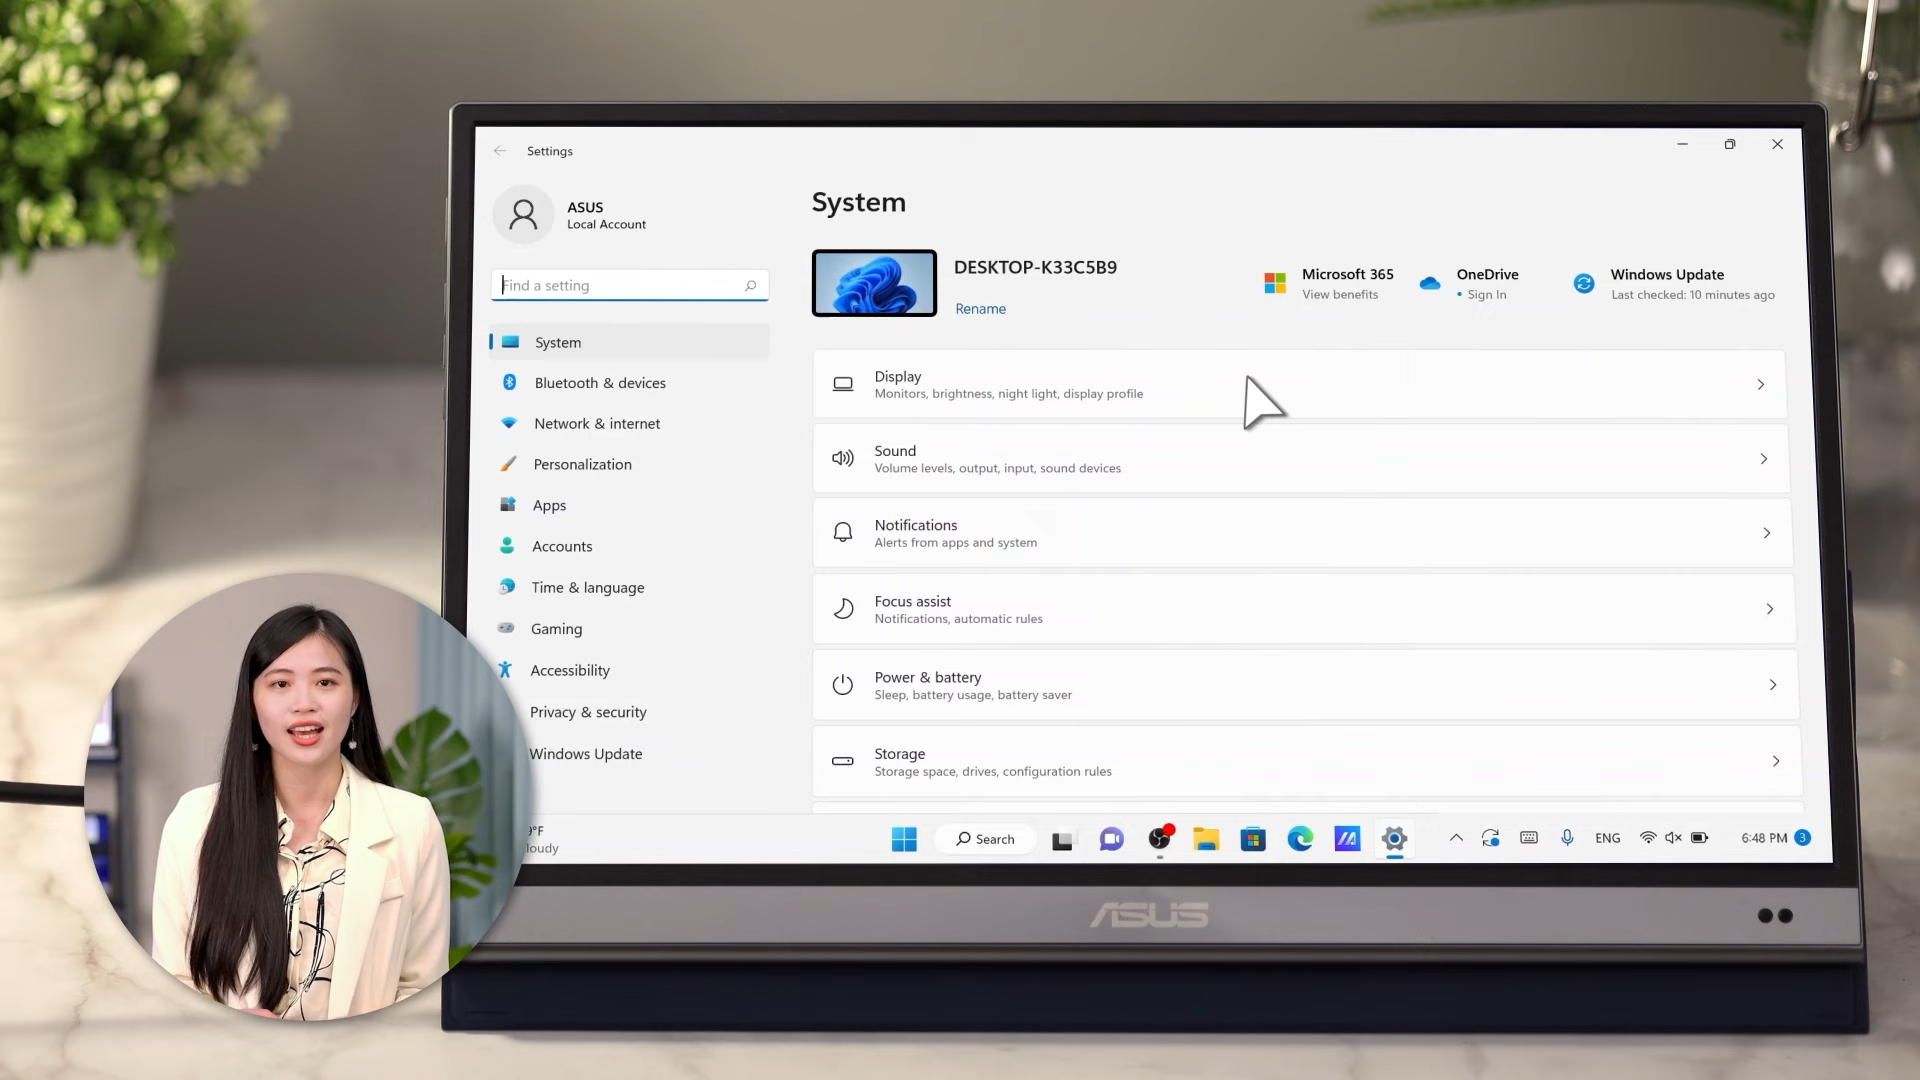 Settings
ASUS
Local Account
Find a setting
System
Bluetooth & devices
Network & internet
Personalization
Apps
Accounts
Time & language
Gaming
Accessibility
Privacy & security
Windows Update
System
DESKTOP-K33C5B9
Rename
Microsoft 365
View benefits
OneDrive
• Sign In
Windows Update
Last checked: 10 minutes ago
Display
Monitors, brightness, night light, display profile
Sound
Volume levels, output, input, sound devices
Notifications
Alerts from apps and system
Focus assist
Notifications, automatic rules
Power & battery
Sleep, battery usage, battery saver
Storage
Storage space, drives, configuration rules
9°F
loudy
Search
ENG
6:48 PM
3
ASUS